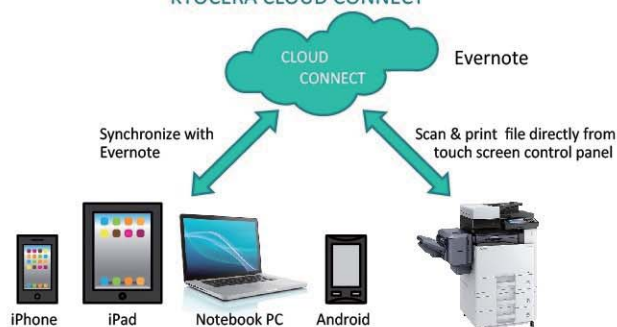 KYOCERA CLOUD CONNECT
CLOUD
CONNECT
Evernote
Synchronize with
Evernote
Scan & print file directly from
touch screen control panel
iPhone
iPad
Notebook PC
Android